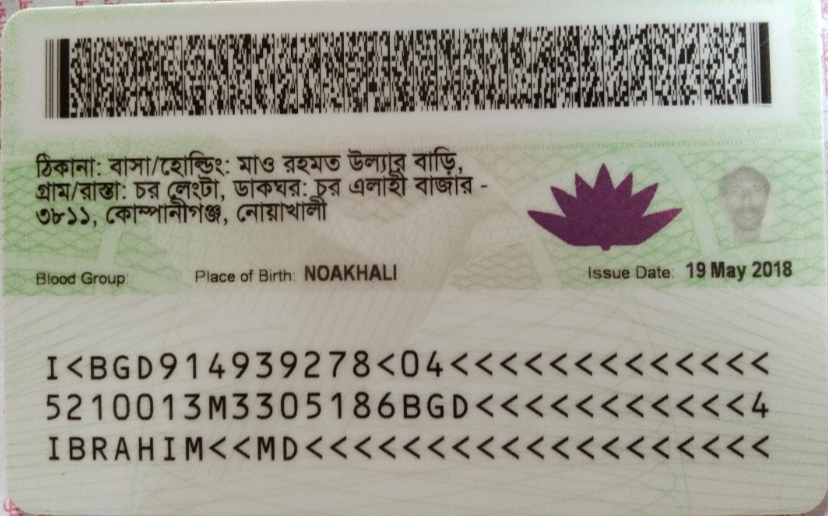 ঠিকানা: বাসা/হোল্ডিং: মাও রহমত উল্যার বাড়ি,
গ্রাম/রাস্তা: চর লেংটা, ডাকঘর: চর এলাহী বাজার -
৩৮১১, কোম্পানীগঞ্জ, নোয়াখালী
Blood Group: Place of Birth: NOAKHALI Issue Date: 19 May 2018
I<BGD914939278<04<<<<<<<<<<<<<
5210013M3305186BGD<<<<<<<<<<<4
IBRAHIM<<MD<<<<<<<<<<<<<<<<<<<